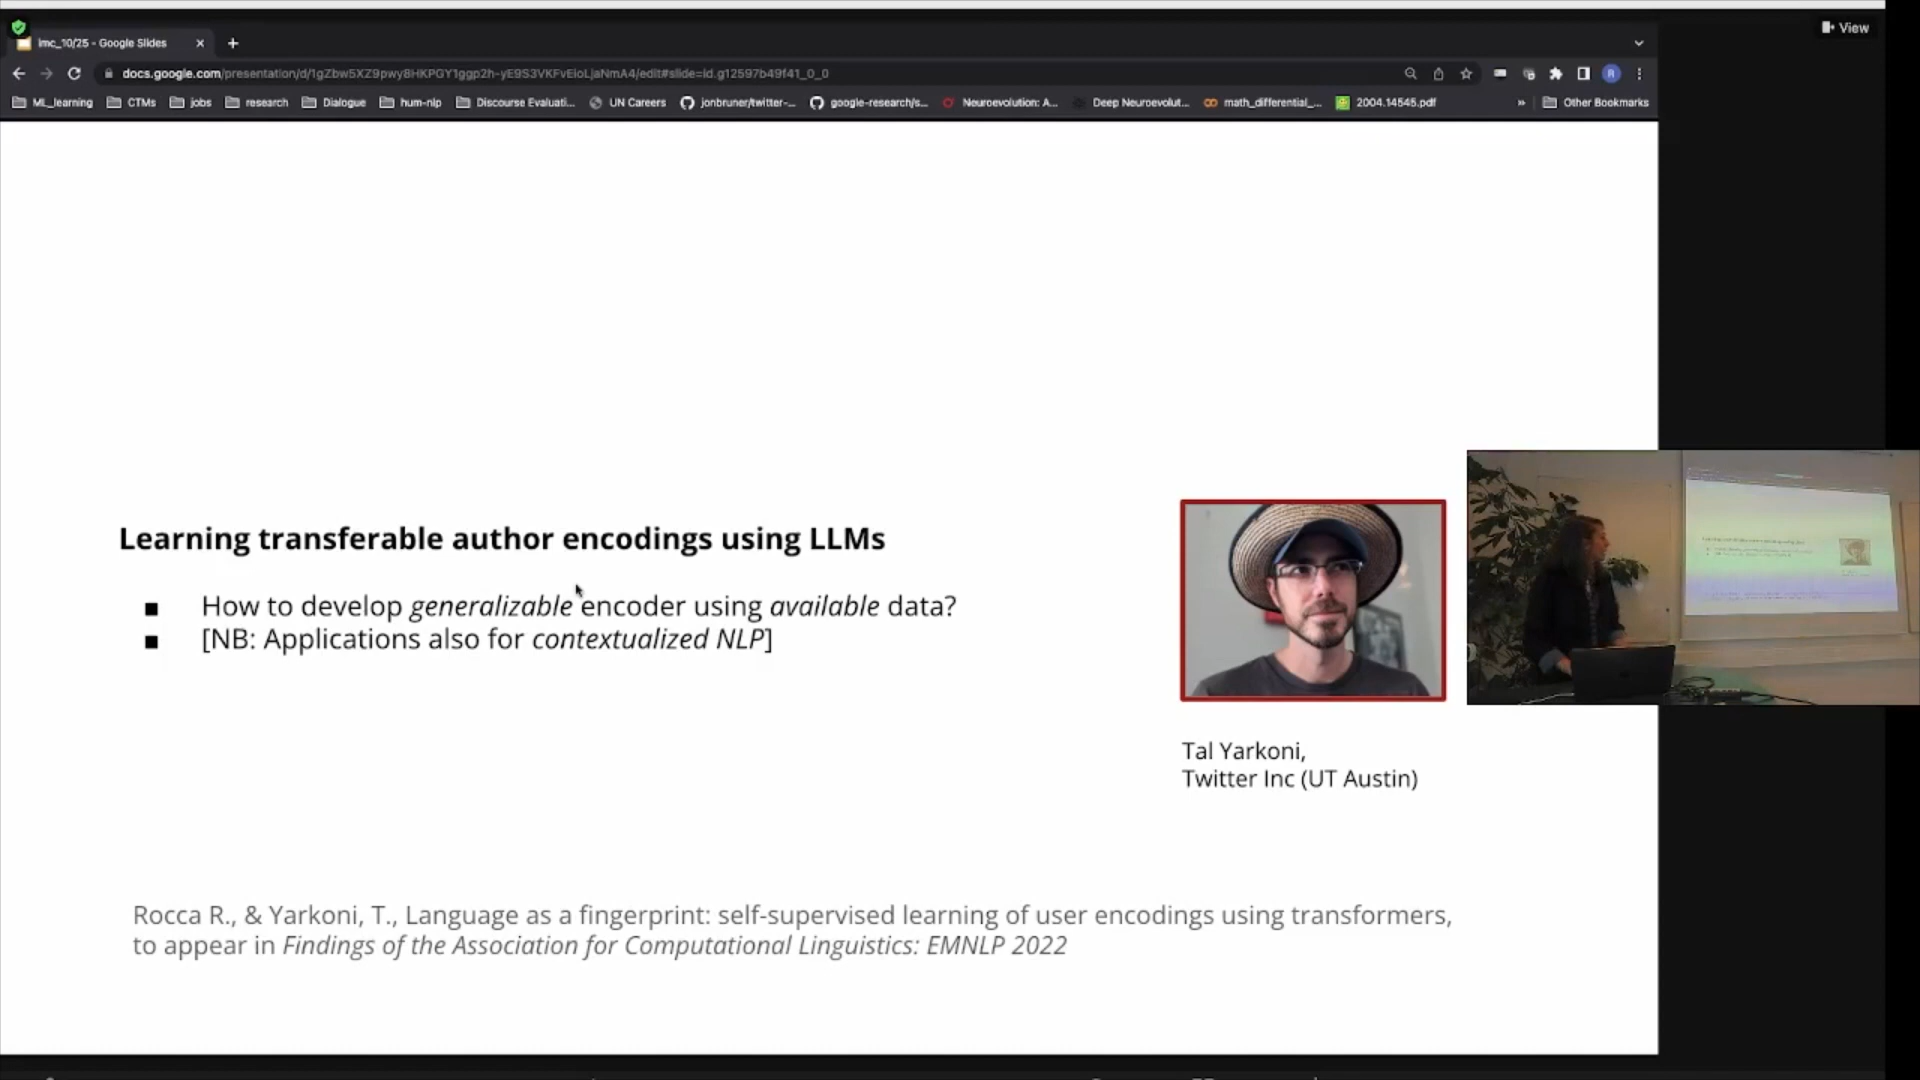 View
imc_10/25 - Google Slides
docs.google.com/presentation/d/1gZbw5XZ9pwy8HKPGY1ggp2h-yE9S3VKFvEioLjaNmA4/edit#slide=id.g12597b49f41_0_0
ML_learning CTMs jobs research Dialogue hum-nlp Discourse Evaluati... UN Careers jonbruner/twitter-... google-research/s... Neuroevolution: A... Deep Neuroevolut... math_differential_... 2004.14545.pdf » Other Bookmarks
Learning transferable author encodings using LLMs
■ How to develop generalizable encoder using available data?
■ [NB: Applications also for contextualized NLP]
Tal Yarkoni,
Twitter Inc (UT Austin)
Rocca R., & Yarkoni, T., Language as a fingerprint: self-supervised learning of user encodings using transformers,
to appear in Findings of the Association for Computational Linguistics: EMNLP 2022